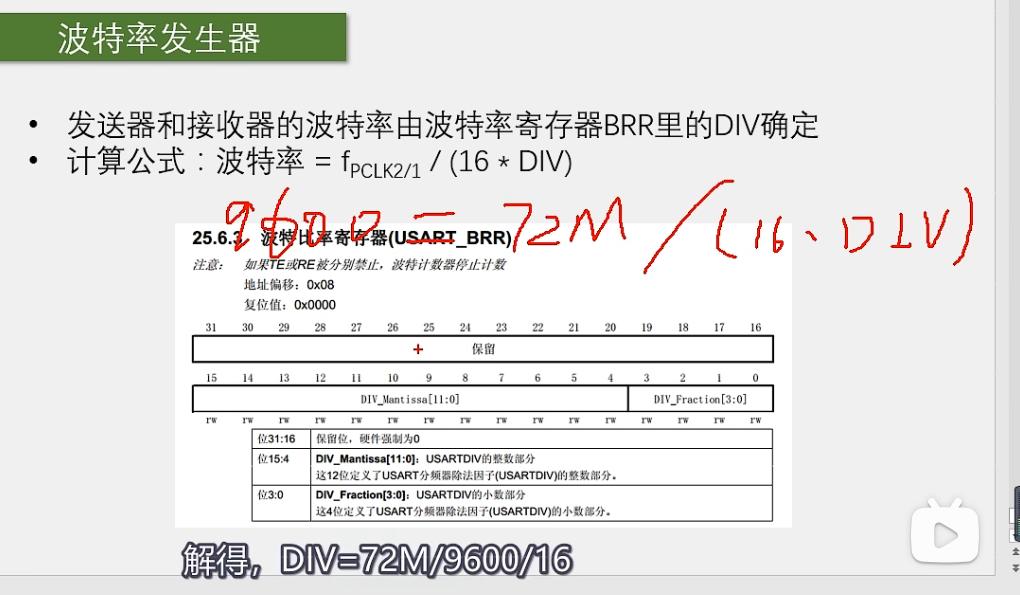 波特率发生器
• 发送器和接收器的波特率由波特率寄存器BRR里的DIV确定
• 计算公式：波特率 = fPCLK2/1 / (16 * DIV)
9600 = 72M / (16、DIV)
25.6.3 波特比率寄存器(USART_BRR)
注意： 如果TE或RE被分别禁止，波特计数器停止计数
地址偏移：0x08
复位值：0x0000
31 30 29 28 27 26 25 24 23 22 21 20 19 18 17 16
保留
15 14 13 12 11 10 9 8 7 6 5 4 3 2 1 0
DIV_Mantissa[11:0] DIV_Fraction[3:0]
rw rw rw rw rw rw rw rw rw rw rw rw rw rw rw rw
位31:16 保留位，硬件强制为0
位15:4 DIV_Mantissa[11:0]：USARTDIV的整数部分
这12位定义了USART分频器除法因子(USARTDIV)的整数部分。
位3:0 DIV_Fraction[3:0]：USARTDIV的小数部分
这4位定义了USART分频器除法因子(USARTDIV)的小数部分。
解得，DIV=72M/9600/16